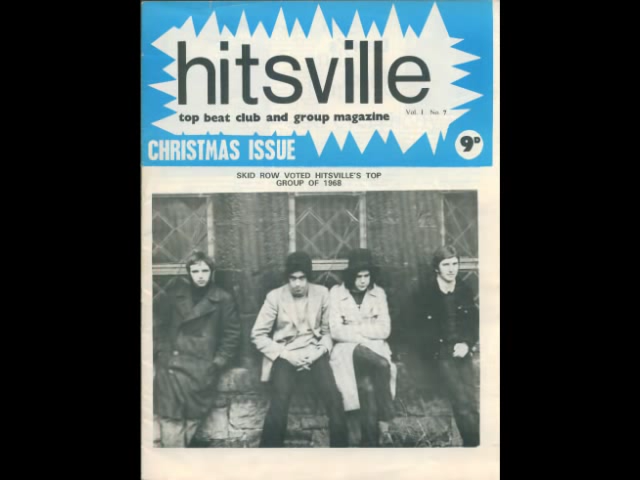 hitsville
top beat club and group magazine
Vol. 1 No. 9
CHRISTMAS ISSUE
9D
SKID ROW VOTED HITSVILLE'S TOP
GROUP OF 1968